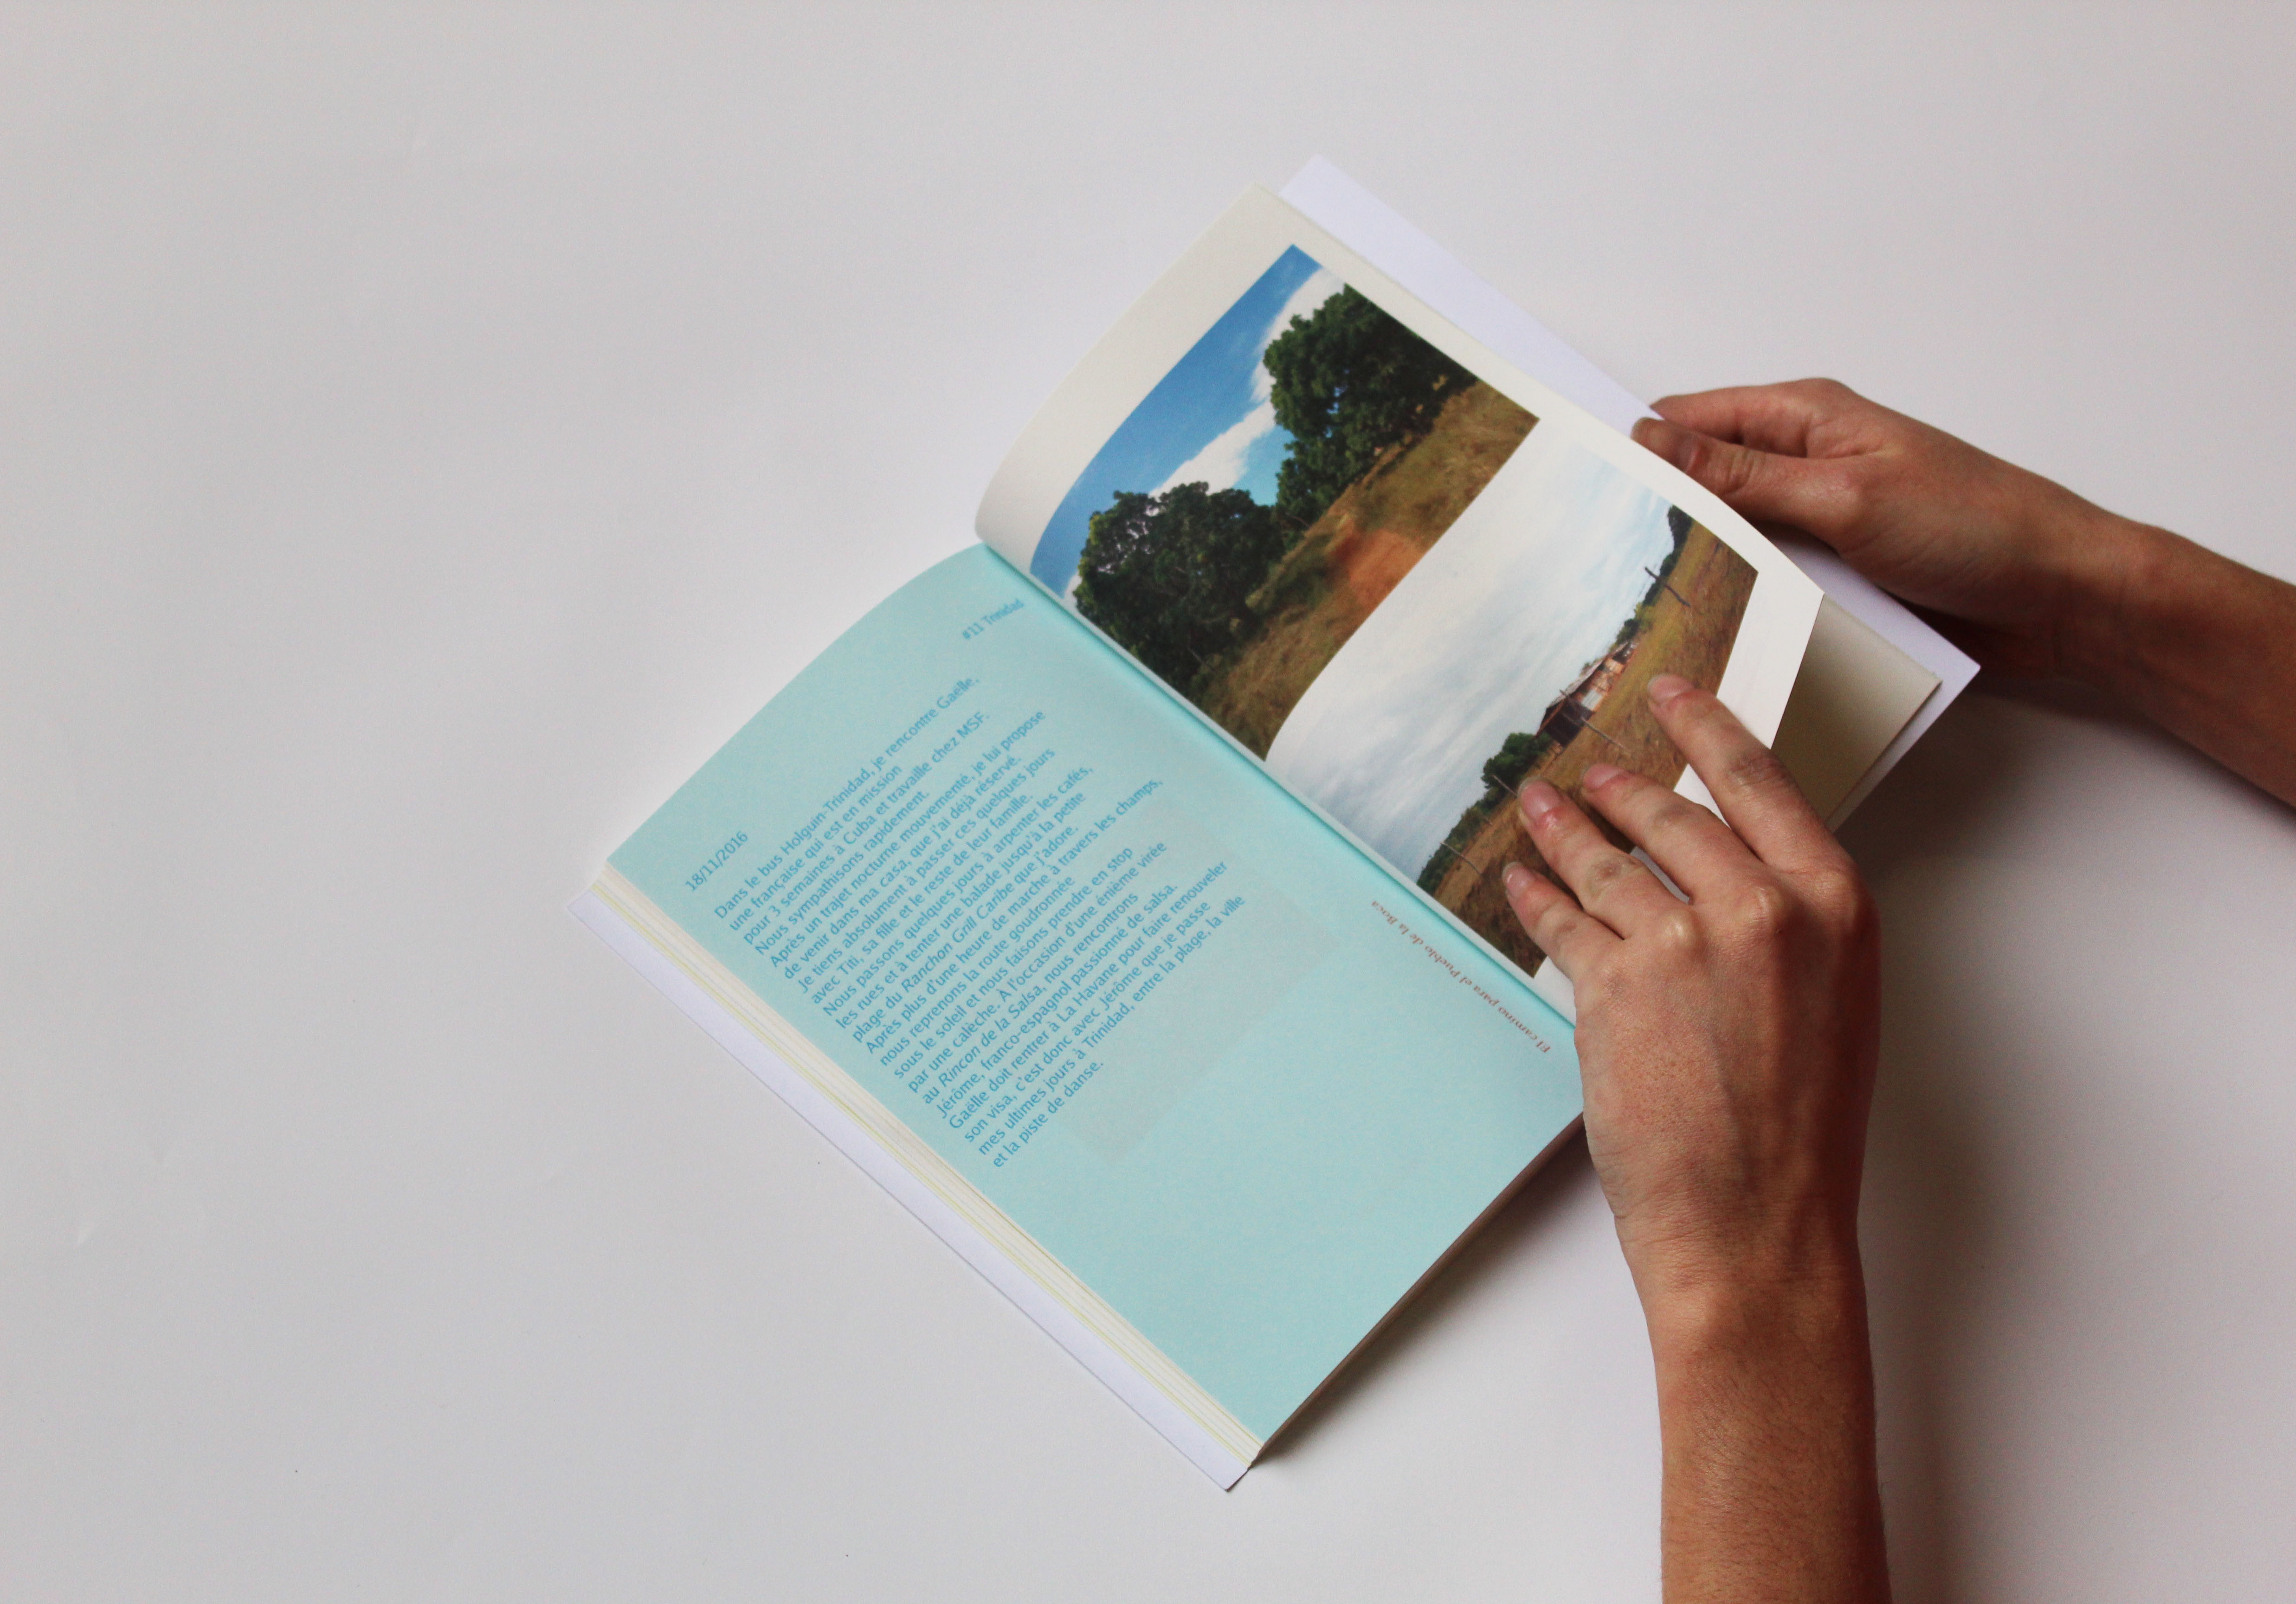 #11 Trinidad
18/11/2016
Dans le bus Holguin-Trinidad, je rencontre Gaëlle,
une française qui est en mission
pour 3 semaines à Cuba et travaille chez MSF.
Nous sympathisons rapidement.
Après un trajet nocturne mouvementé, je lui propose
de venir dans ma casa, que j'ai déjà réservé.
Je tiens absolument à passer ces quelques jours
avec Titi, sa fille et le reste de leur famille.
Nous passons quelques jours à arpenter les cafés,
les rues et à tenter une balade jusqu'à la petite
plage du Ranchon Grill Caribe que j'adore.
Après plus d'une heure de marche à travers les champs,
nous reprenons la route goudronnée
sous le soleil et nous faisons prendre en stop
par une calèche. A l'occasion d'une énième virée
au Rincon de la Salsa, nous rencontrons
Jérôme, franco-espagnol passionné de salsa.
Gaëlle doit rentrer à La Havane pour faire renouveler
son visa, c'est donc avec Jérôme que je passe
mes ultimes jours à Trinidad, entre la plage, la ville
et la piste de danse.
El camino para el Pueblo de la Boca